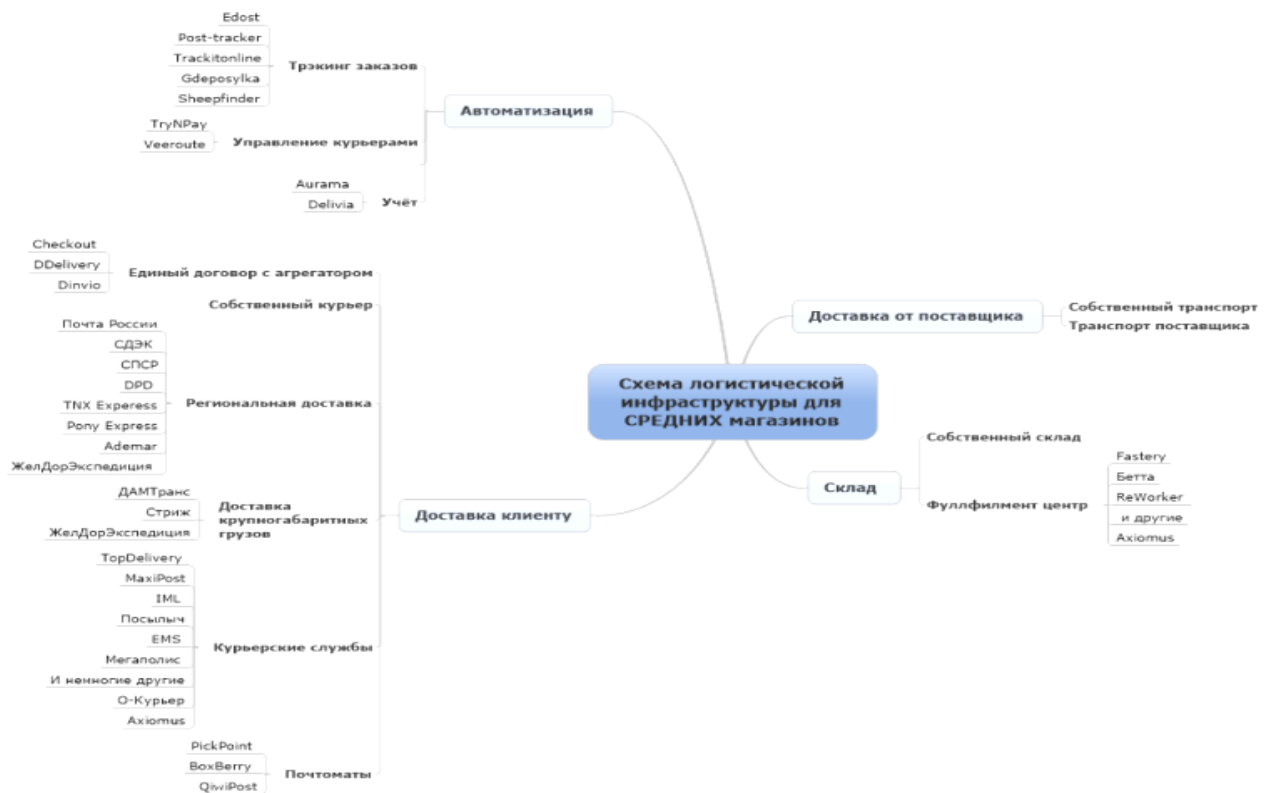 Edost
Post-tracker
Trackitonline
Gdeposylka
Sheepfinder
Трэкинг заказов
TryNPay
Veeroute
Управление курьерами
Aurama
Delivia
Учёт
Автоматизация
Checkout
DDelivery
Dinvio
Единый договор с агрегатором
Собственный курьер
Почта России
СДЭК
СПСР
DPD
TNX Experess
Pony Express
Ademar
ЖелДорЭкспедиция
Региональная доставка
ДАМТранс
Стриж
ЖелДорЭкспедиция
Доставка
крупногабаритных
грузов
TopDelivery
MaxiPost
IML
Посылыч
EMS
Мегаполис
И немногие другие
О-Курьер
Axiomus
Курьерские службы
PickPoint
BoxBerry
QiwiPost
Почтоматы
Доставка клиенту
Схема логистической
инфраструктуры для
СРЕДНИХ магазинов
Доставка от поставщика
Собственный транспорт
Транспорт поставщика
Склад
Собственный склад
Фуллфилмент центр
Fastery
Бетта
ReWorker
и другие
Axiomus